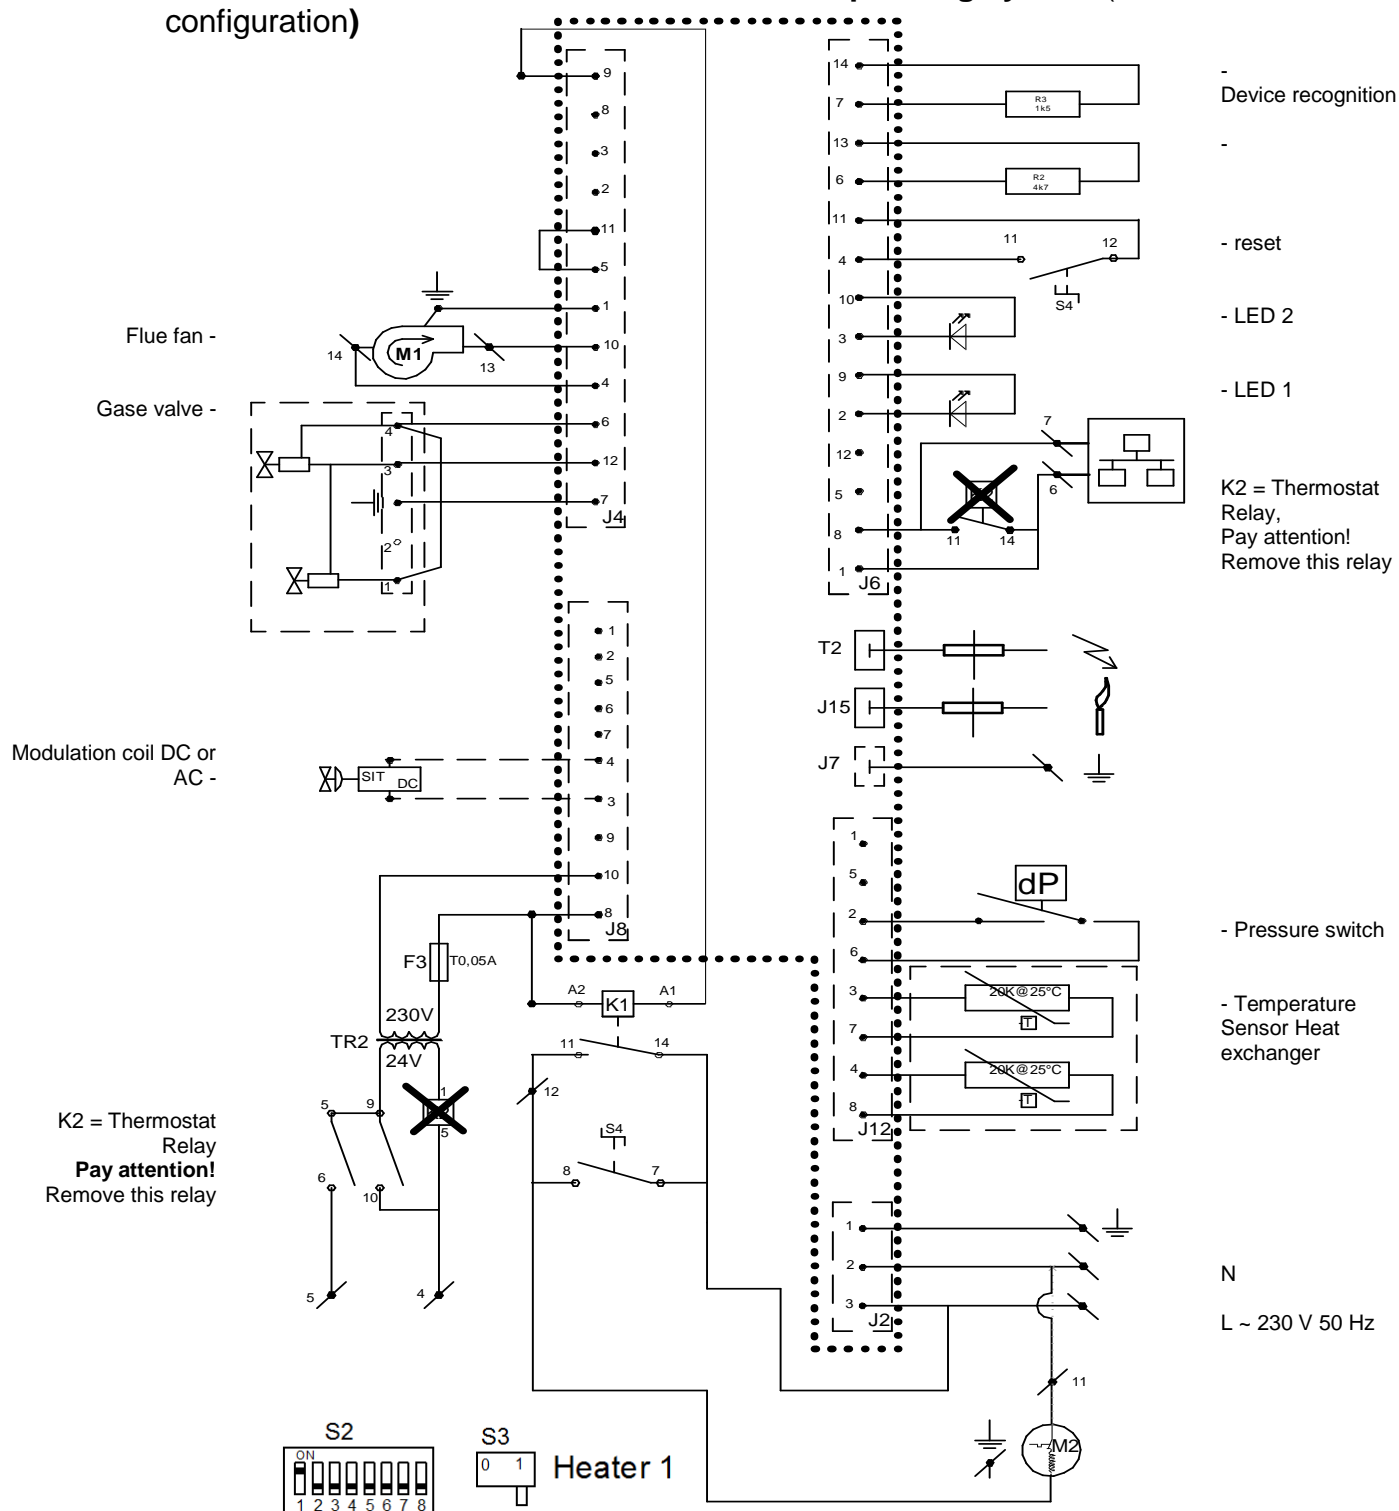 configuration)
9
8
3
2
11
5
1
10
4
6
12
7
J4
14
7
13
6
11
4
10
3
9
2
12
5
8
1
J6
R3
1k5
R2
4k7
11
12
S4
-
Device recognition
-
- reset
- LED 2
- LED 1
7
6
11
14
K2 = Thermostat
Relay,
Pay attention!
Remove this relay
Flue fan -
14
M1
13
Gase valve -
4
3
2
1
1
2
5
6
7
4
3
9
10
8
J8
Modulation coil DC or
AC -
SIT
DC
T2
J15
J7
F3
T0,05A
230V
TR2
24V
A2
K1
A1
11
14
12
S4
8
7
1
5
5
9
6
10
5
4
K2 = Thermostat
Relay
Pay attention!
Remove this relay
1
5
2
6
3
7
4
8
J12
dP
- Pressure switch
20K@25°C
T
20K@25°C
T
- Temperature
Sensor Heat
exchanger
1
2
3
J2
N
L ~ 230 V 50 Hz
11
M2
S2
ON
1 2 3 4 5 6 7 8
S3
0 1
Heater 1